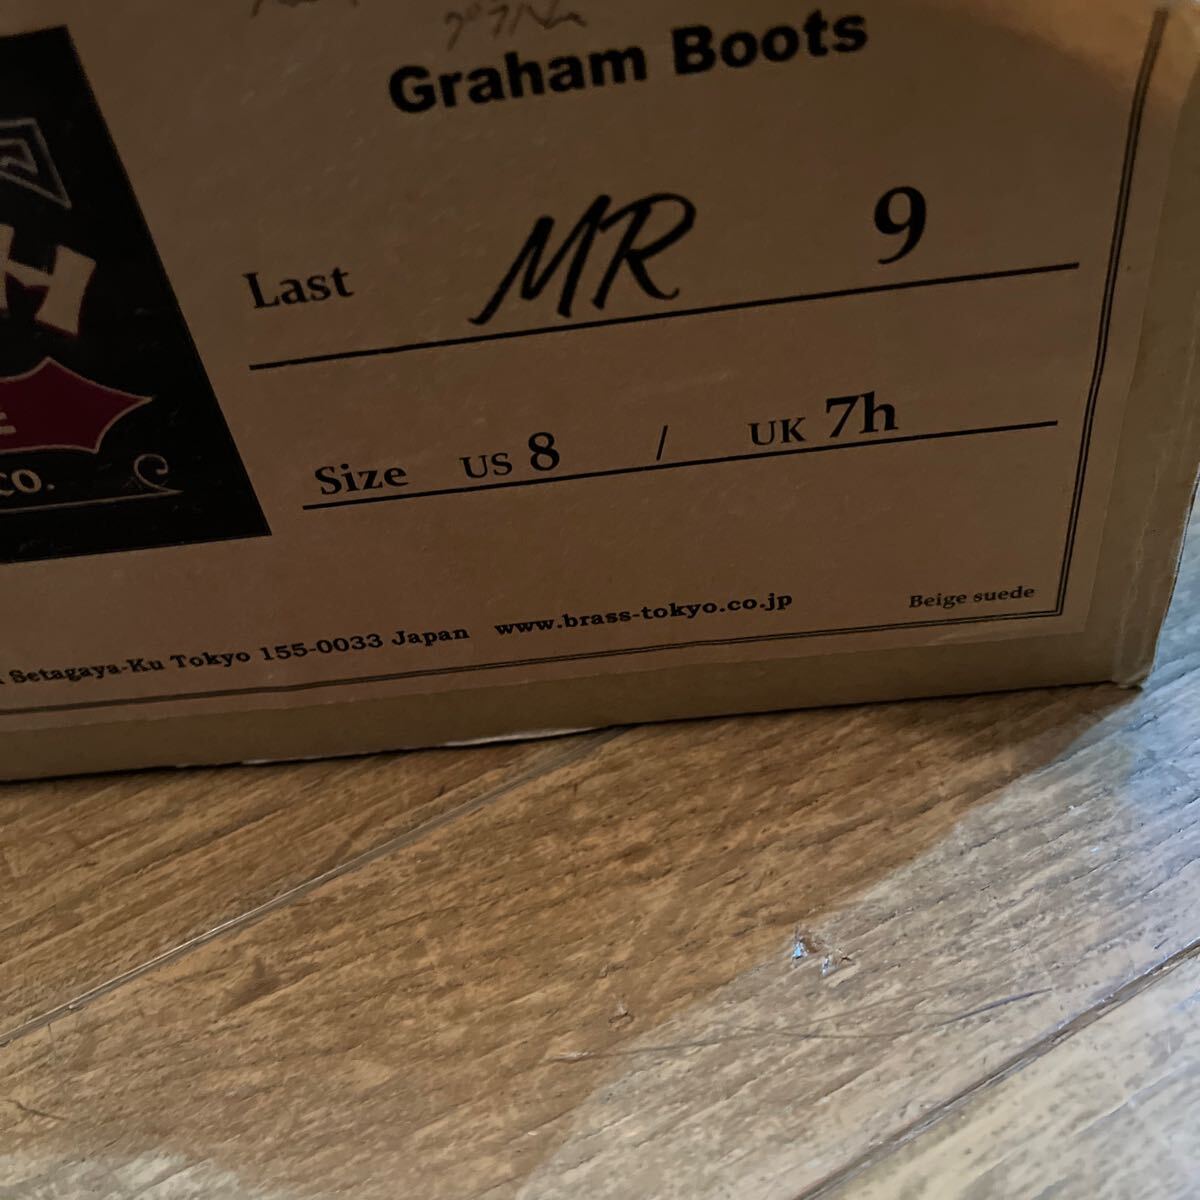 Graham Boots
Last MR 9
Size US 8 / UK 7h
CO.
Setagaya-Ku Tokyo 155-0033 Japan www.brass-tokyo.co.jp
Beige suede